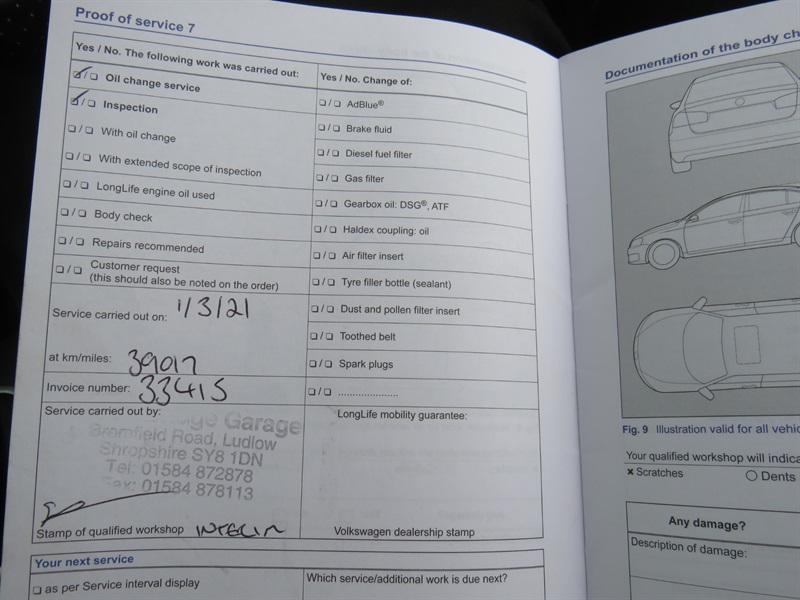 Proof of service 7
Yes / No. The following work was carried out:
☑/☐ Oil change service
☑/☐ Inspection
☐/☐ With oil change
☐/☐ With extended scope of inspection
☐/☐ LongLife engine oil used
☐/☐ Body check
☐/☐ Repairs recommended
☐/☐ Customer request
(this should also be noted on the order)
Service carried out on: 1/3/21
at km/miles: 39017
Invoice number: 33415
Service carried out by:
Garage
Bromfield Road, Ludlow
Shropshire SY8 1DN
Tel: 01584 872878
Fax: 01584 878113
Stamp of qualified workshop
Yes / No. Change of:
☐/☐ AdBlue®
☐/☐ Brake fluid
☐/☐ Diesel fuel filter
☐/☐ Gas filter
☐/☐ Gearbox oil: DSG®, ATF
☐/☐ Haldex coupling: oil
☐/☐ Air filter insert
☐/☐ Tyre filler bottle (sealant)
☐/☐ Dust and pollen filter insert
☐/☐ Toothed belt
☐/☐ Spark plugs
☐/☐ .....................
LongLife mobility guarantee:
Volkswagen dealership stamp
Your next service
☐ as per Service interval display
Which service/additional work is due next?
Documentation of the body
Fig. 9 Illustration valid for all
Your qualified workshop will
× Scratches
○ Dents
Any damage?
Description of damage: